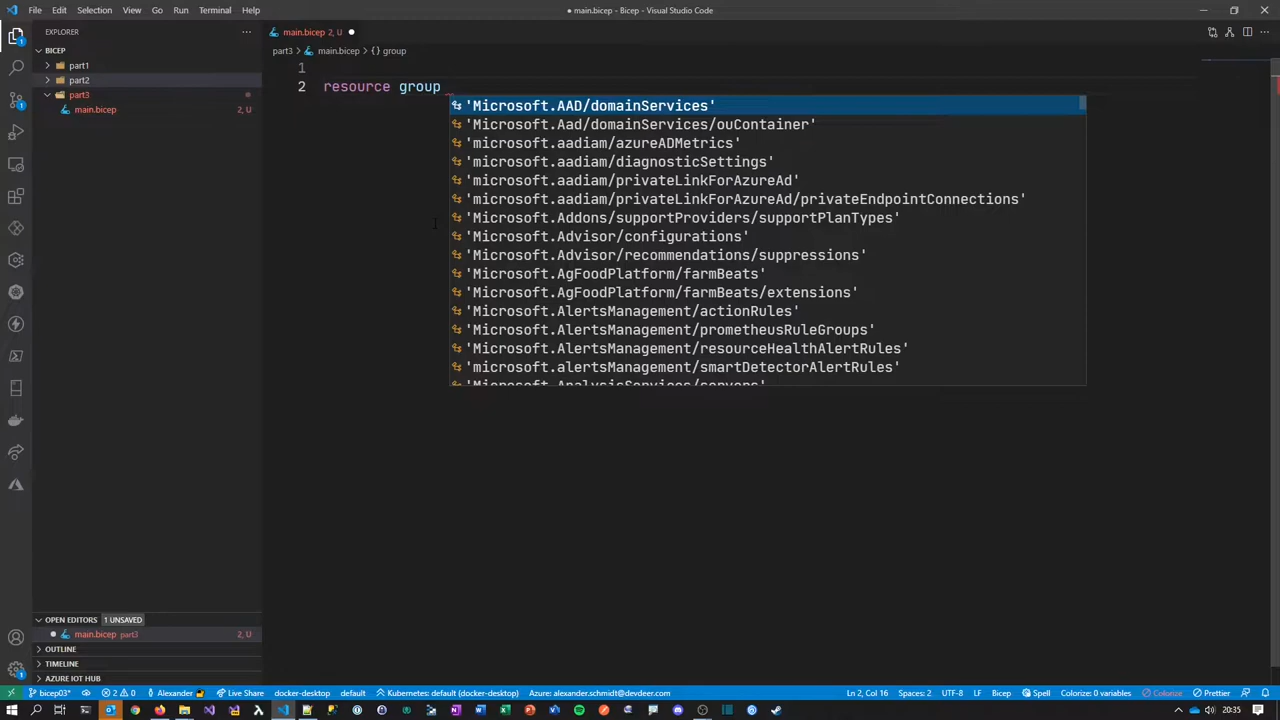 File Edit Selection View Go Run Terminal Help
main.bicep - Bicep - Visual Studio Code
EXPLORER
BICEP
part1
part2
part3
main.bicep 2, U
OPEN EDITORS 1 UNSAVED
main.bicep part3 2, U
OUTLINE
TIMELINE
AZURE IOT HUB
main.bicep 2, U
part3 > main.bicep > {} group
1
2 resource group
'Microsoft.AAD/domainServices'
'Microsoft.Aad/domainServices/ouContainer'
'microsoft.aadiam/azureADMetrics'
'microsoft.aadiam/diagnosticSettings'
'microsoft.aadiam/privateLinkForAzureAd'
'microsoft.aadiam/privateLinkForAzureAd/privateEndpointConnections'
'Microsoft.Addons/supportProviders/supportPlanTypes'
'Microsoft.Advisor/configurations'
'Microsoft.Advisor/recommendations/suppressions'
'Microsoft.AgFoodPlatform/farmBeats'
'Microsoft.AgFoodPlatform/farmBeats/extensions'
'Microsoft.AlertsManagement/actionRules'
'Microsoft.AlertsManagement/prometheusRuleGroups'
'Microsoft.AlertsManagement/resourceHealthAlertRules'
'microsoft.alertsManagement/smartDetectorAlertRules'
'Microsoft.AnalysisServices/servers'
bicep03* 2 0 Alexander Live Share docker-desktop default Kubernetes: default (docker-desktop) Azure: alexander.schmidt@devdeer.com Ln 2, Col 16 Spaces: 2 UTF-8 LF Bicep Spell Colorize: 0 variables Colorize Prettier
20:35